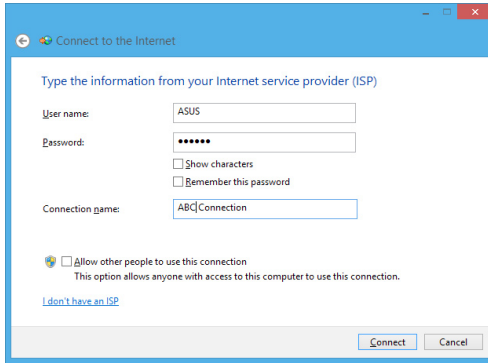 Connect to the Internet
Type the information from your Internet service provider (ISP)
User name: ASUS
Password: ••••••
Show characters
Remember this password
Connection name: ABC Connection
Allow other people to use this connection
This option allows anyone with access to this computer to use this connection.
I don't have an ISP
Connect Cancel